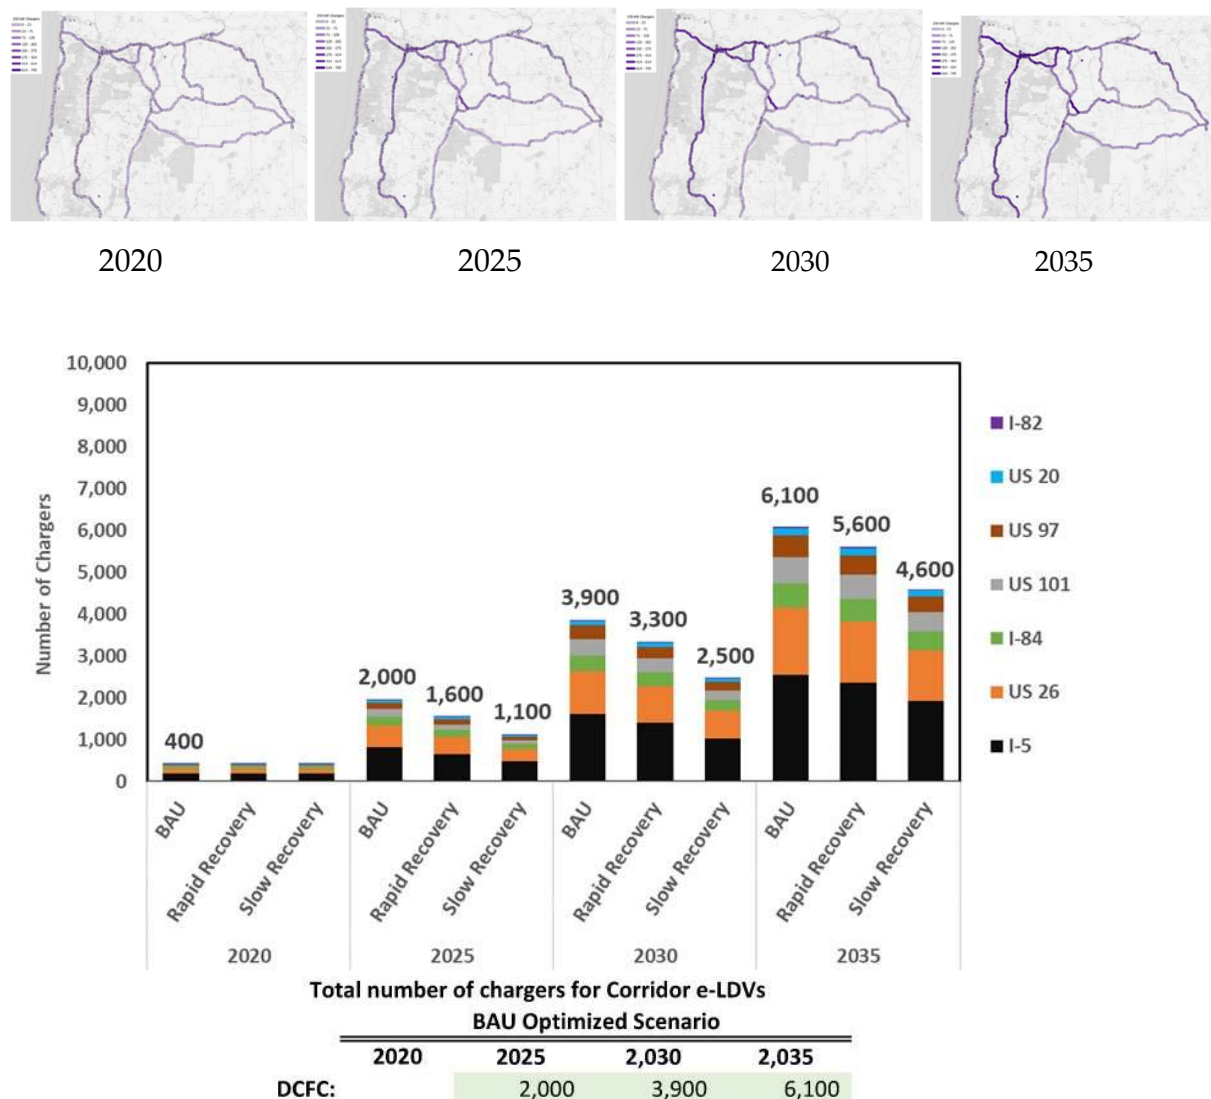 2020
2025
2030
2035
10,000
9,000
8,000
7,000
6,000
5,000
4,000
3,000
2,000
1,000
0
Number of Chargers
400
2,000
1,600
1,100
3,900
3,300
2,500
6,100
5,600
4,600
I-82
US 20
US 97
US 101
I-84
US 26
I-5
BAU
Rapid Recovery
Slow Recovery
BAU
Rapid Recovery
Slow Recovery
BAU
Rapid Recovery
Slow Recovery
BAU
Rapid Recovery
Slow Recovery
2020
2025
2030
2035
Total number of chargers for Corridor e-LDVs
BAU Optimized Scenario
2020 2025 2,030 2,035
DCFC: 2,000 3,900 6,100